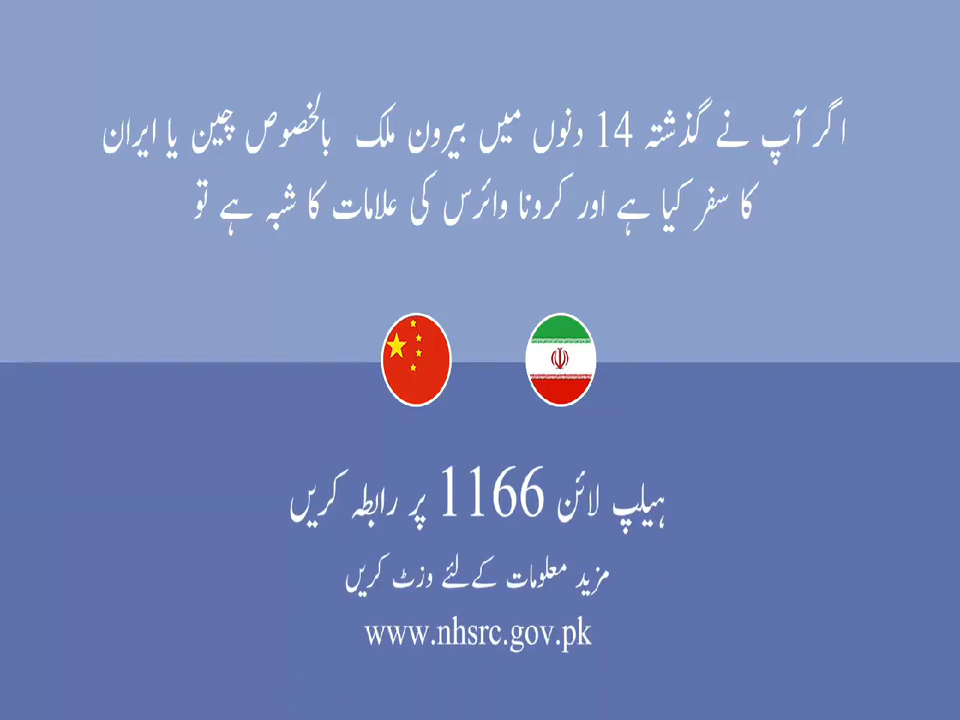 اگر آپ نے گذشتہ 14 دنوں میں بیرون ملک بالخصوص چین یا ایران
کا سفر کیا ہے اور کرونا وائرس کی علامات کا شبہ ہے تو
ہیلپ لائن 1166 پر رابطہ کریں
مزید معلومات کےلئے وزٹ کریں
www.nhsrc.gov.pk